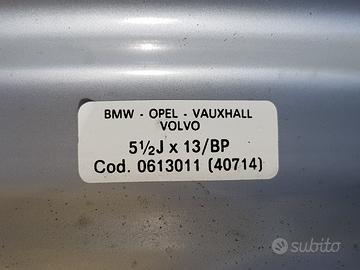 BMW - OPEL - VAUXHALL
VOLVO
5½J x 13/BP
Cod. 0613011 (40714)
subito